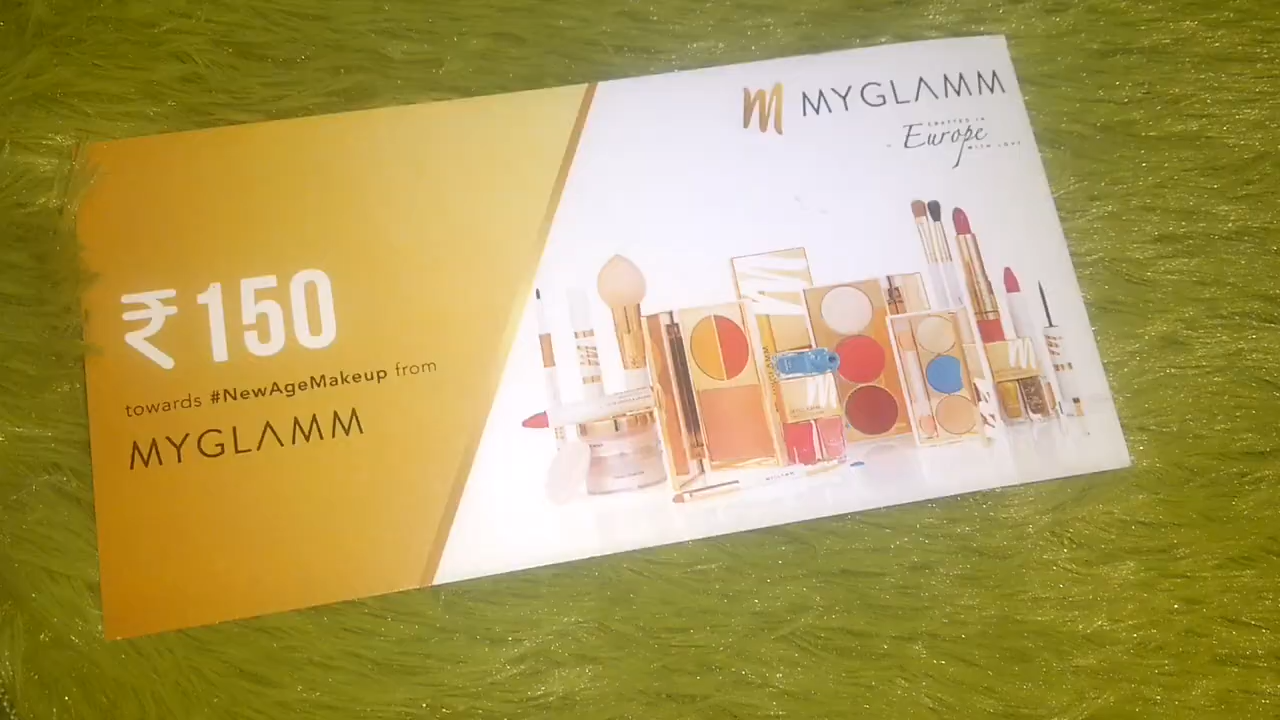 M MYGLAMM
CRAFTED IN
Europe
WITH LOVE
₹150
towards #NewAgeMakeup from
MYGLAMM